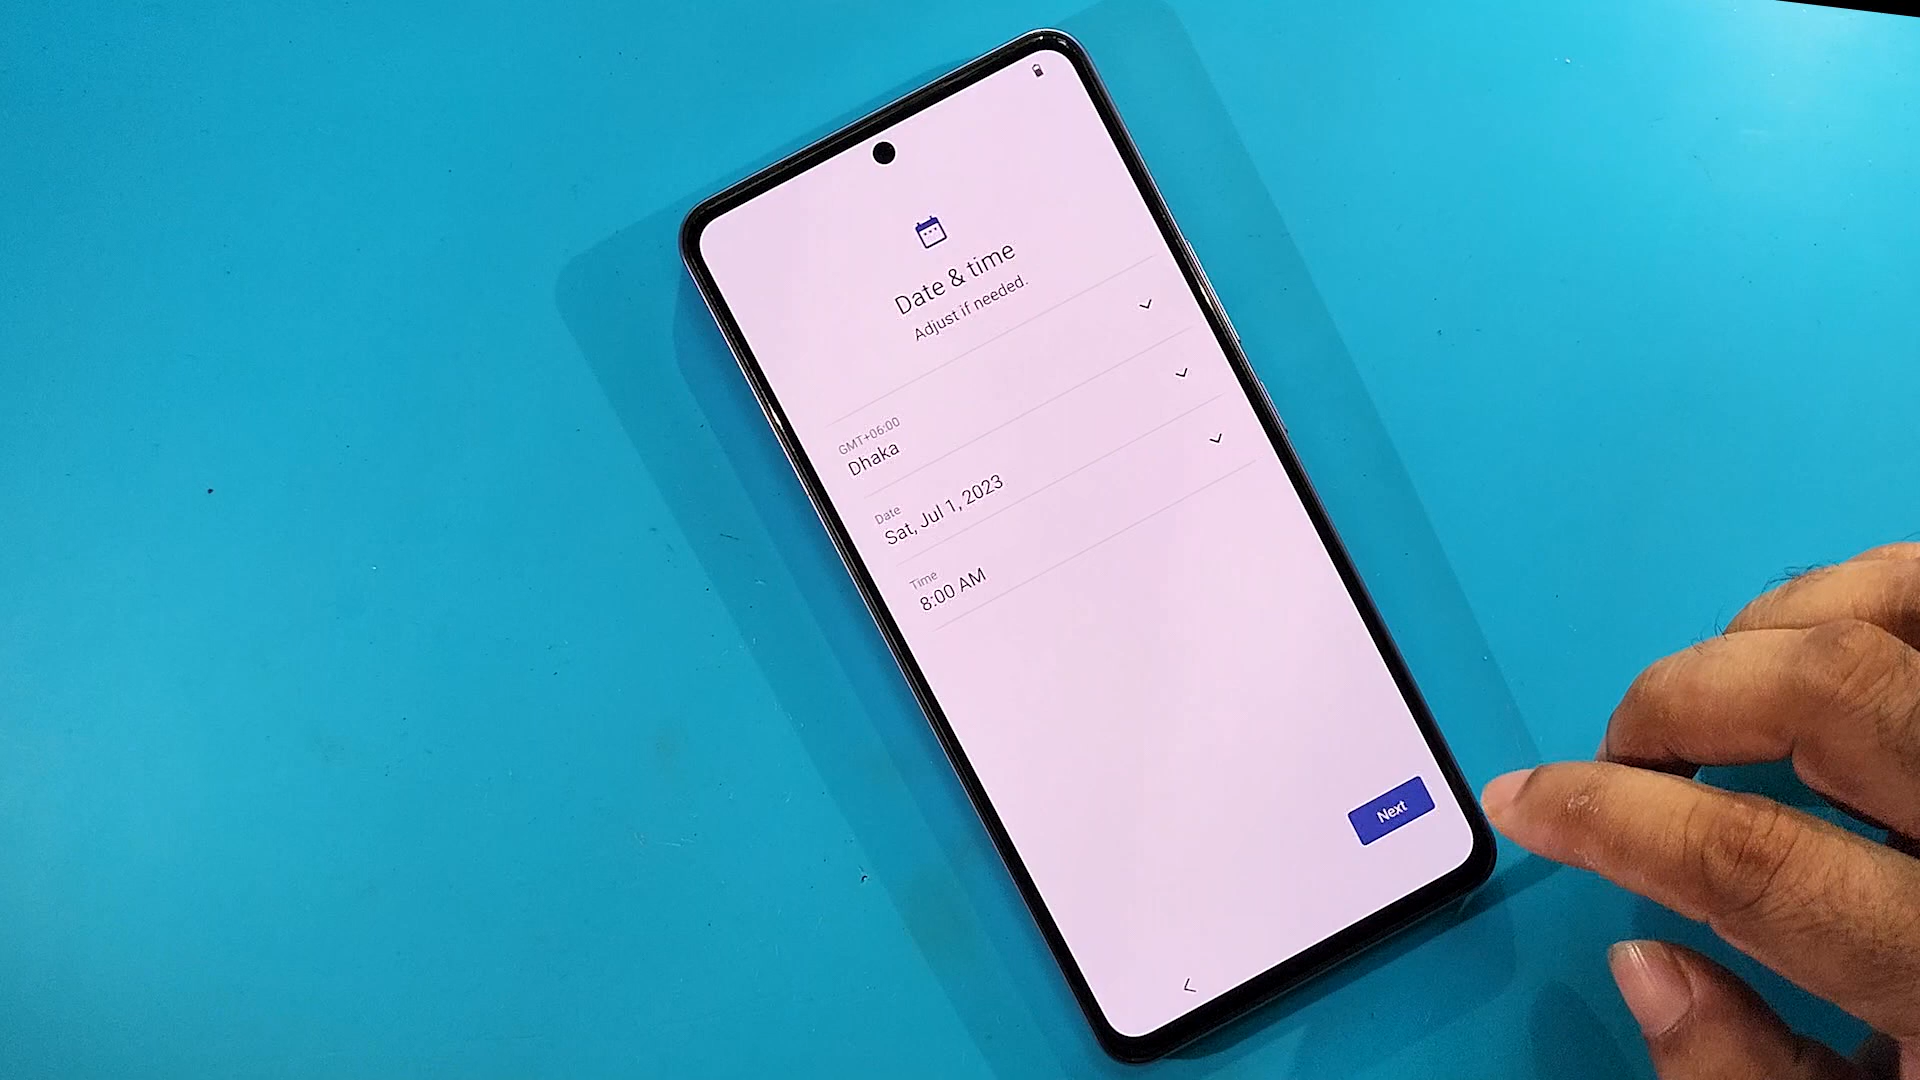 Date & time
Adjust if needed.
GMT+06:00
Dhaka
Date
Sat, Jul 1, 2023
Time
8:00 AM
Next